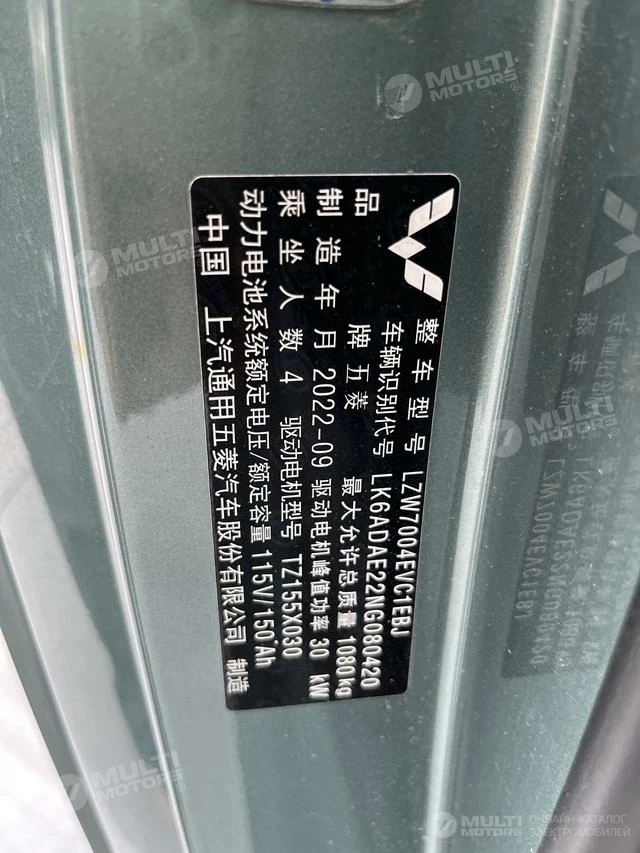 整车型号 LZW7004EVC1EBJ
车辆识别代号 LK6ADAE22NG080420
品牌 五菱 最大允许总质量 1080kg
制造年月 2022-09 驱动电机峰值功率 30 kW
乘坐人数 4 驱动电机型号 TZ155X030
动力电池系统额定电压/额定容量 115V/150Ah
中国 上汽通用五菱汽车股份有限公司 制造
MULTI
MOTORS
MULTI
MOTORS
MULTI
MOTORS
MULTI
MOTORS
MULTI
MOTORS
ОНЛАЙН-КАТАЛОГ
ЭЛЕКТРОМОБИЛЕЙ